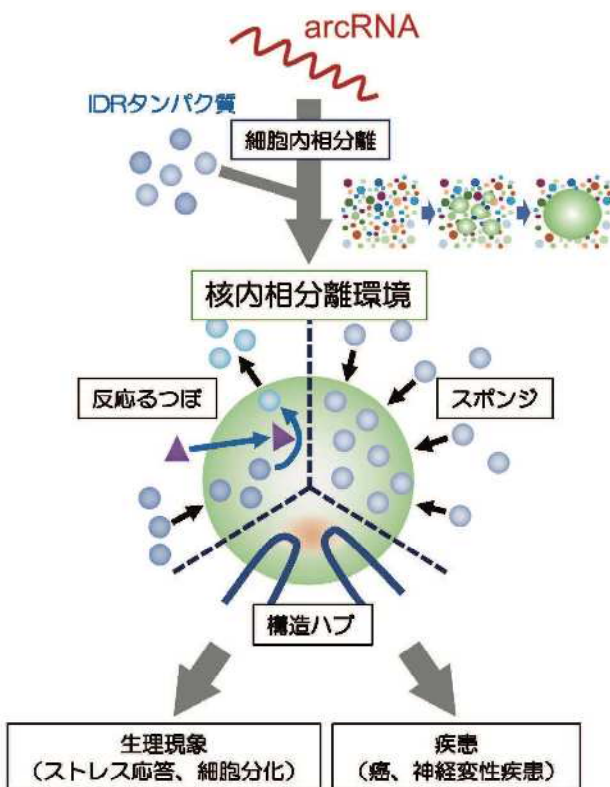 arcRNA
IDRタンパク質
細胞内相分離
核内相分離環境
反応るつぼ
スポンジ
構造ハブ
生理現象
（ストレス応答、細胞分化）
疾患
（癌、神経変性疾患）